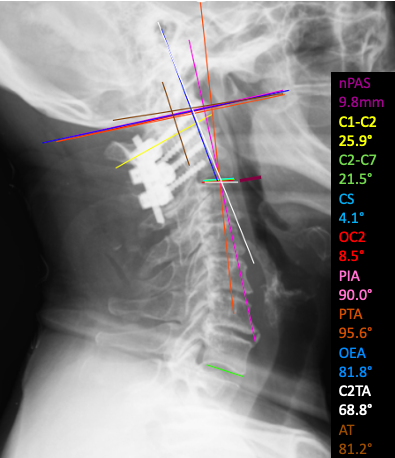 nPAS
9.8mm
C1-C2
25.9°
C2-C7
21.5°
CS
4.1°
OC2
8.5°
PIA
90.0°
PTA
95.6°
OEA
81.8°
C2TA
68.8°
AT
81.2°